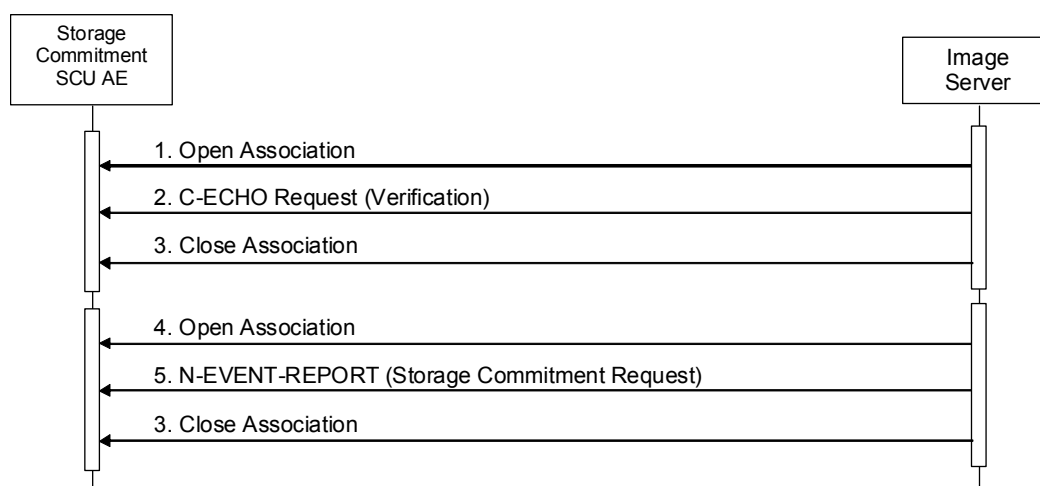 Storage
Commitment
SCU AE
Image
Server
1. Open Association
2. C-ECHO Request (Verification)
3. Close Association
4. Open Association
5. N-EVENT-REPORT (Storage Commitment Request)
3. Close Association